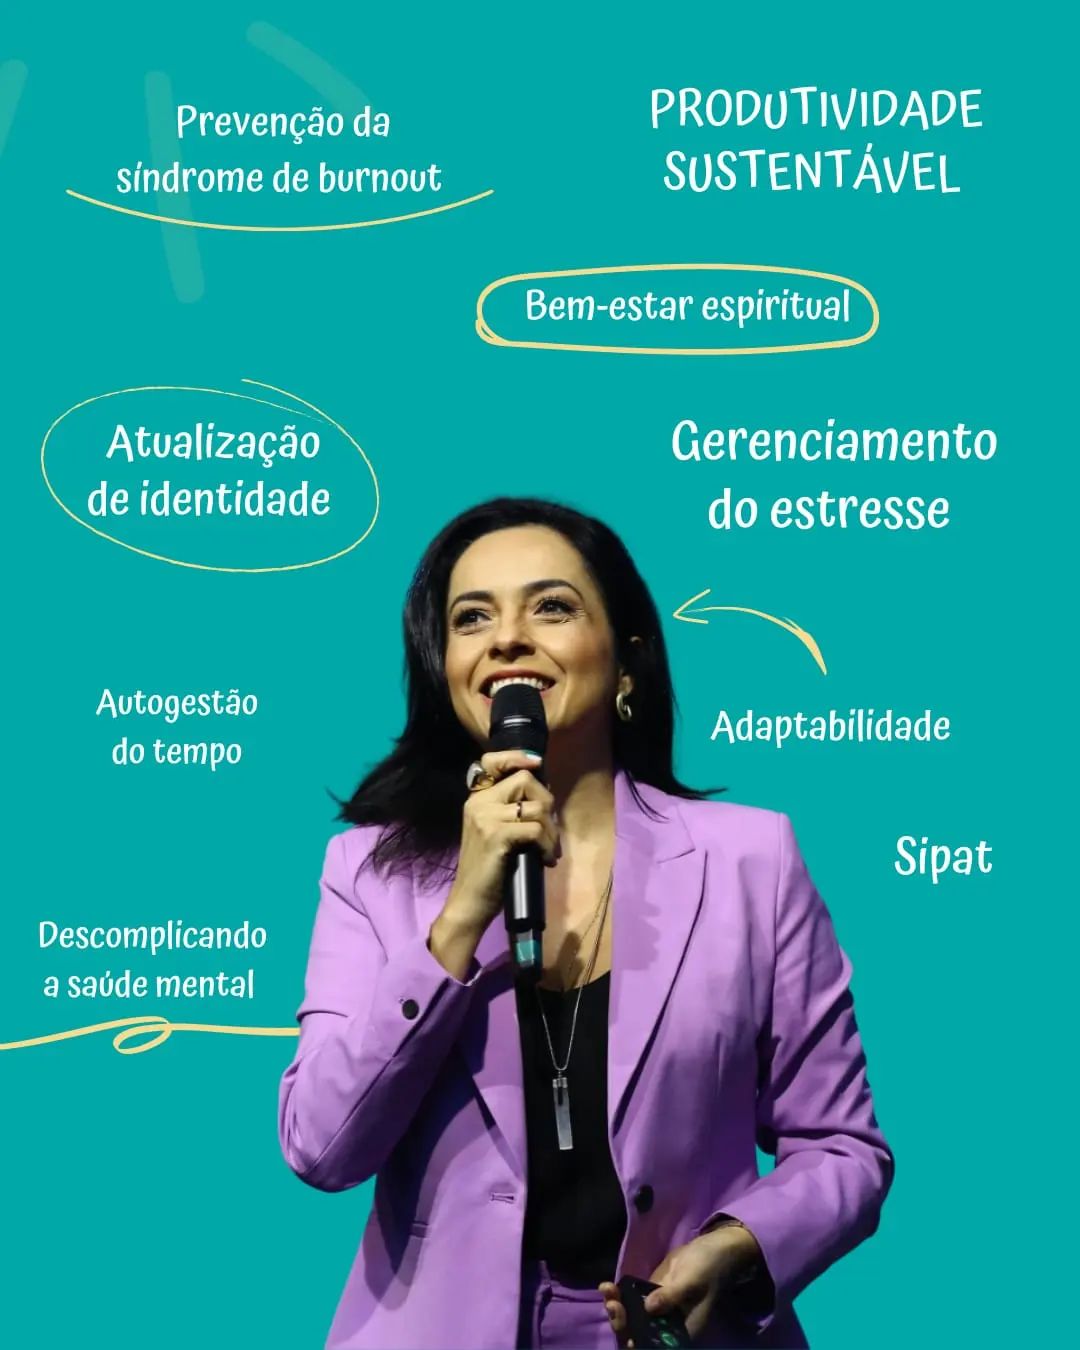 Prevenção da
síndrome de burnout
PRODUTIVIDADE
SUSTENTÁVEL
Bem-estar espiritual
Atualização
de identidade
Gerenciamento
do estresse
Autogestão
do tempo
Adaptabilidade
Sipat
Descomplicando
a saúde mental